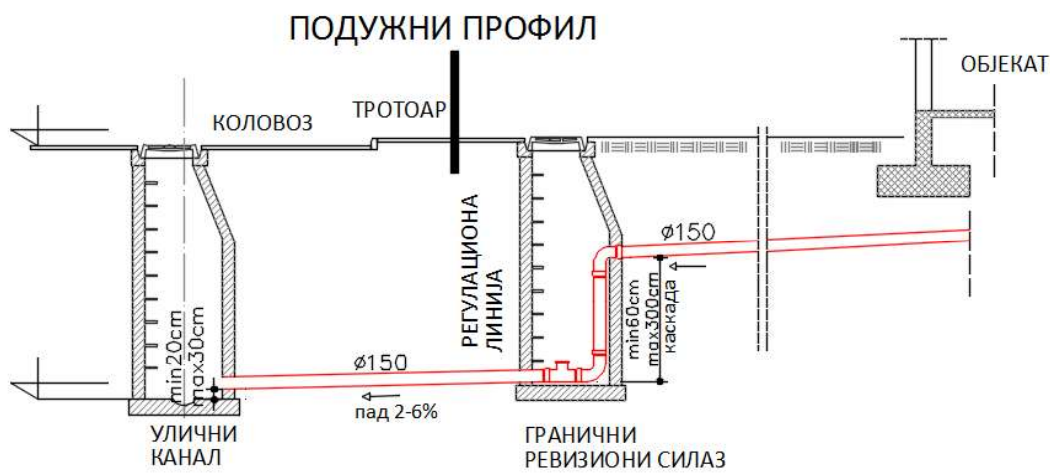 ПОДУЖНИ ПРОФИЛ
ОБЈЕКАТ
КОЛОВОЗ
ТРОТОАР
РЕГУЛАЦИОНА
ЛИНИЈА
ø150
min60cm
max300cm
каскада
min20cm
max30cm
ø150
пад 2-6%
УЛИЧНИ
КАНАЛ
ГРАНИЧНИ
РЕВИЗИОНИ СИЛАЗ